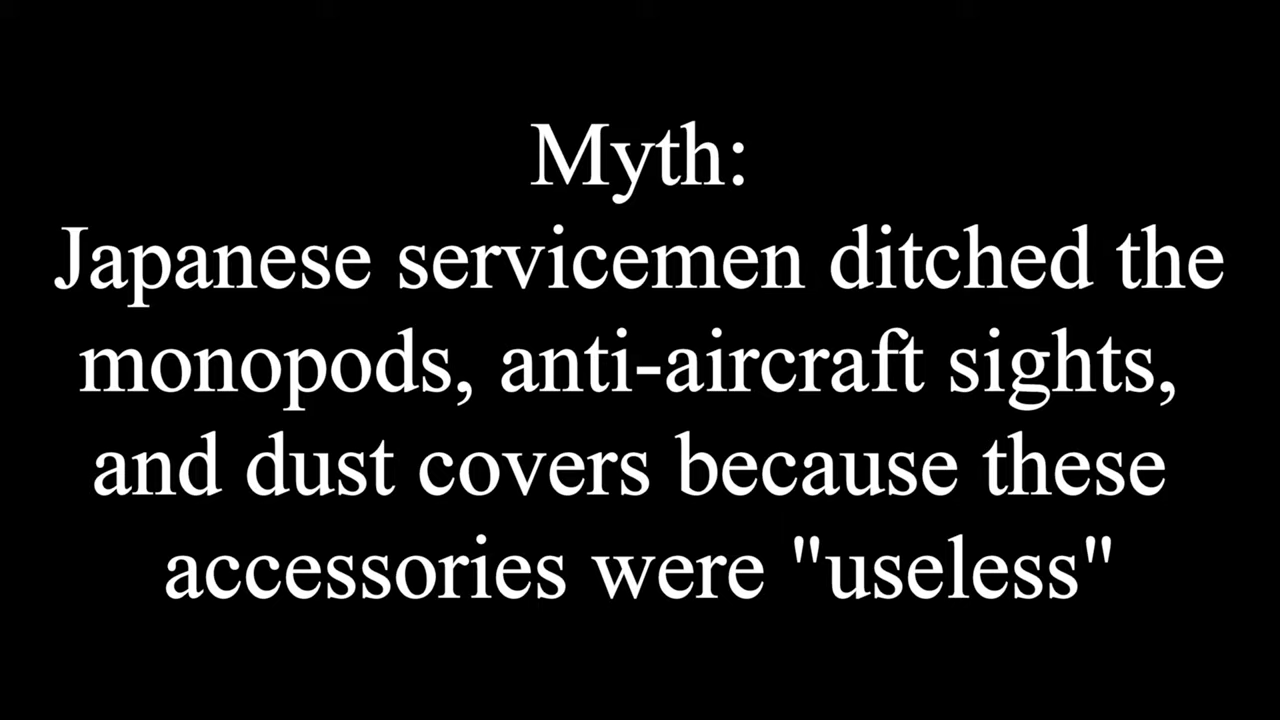 Myth:
Japanese servicemen ditched the
monopods, anti-aircraft sights,
and dust covers because these
accessories were "useless"